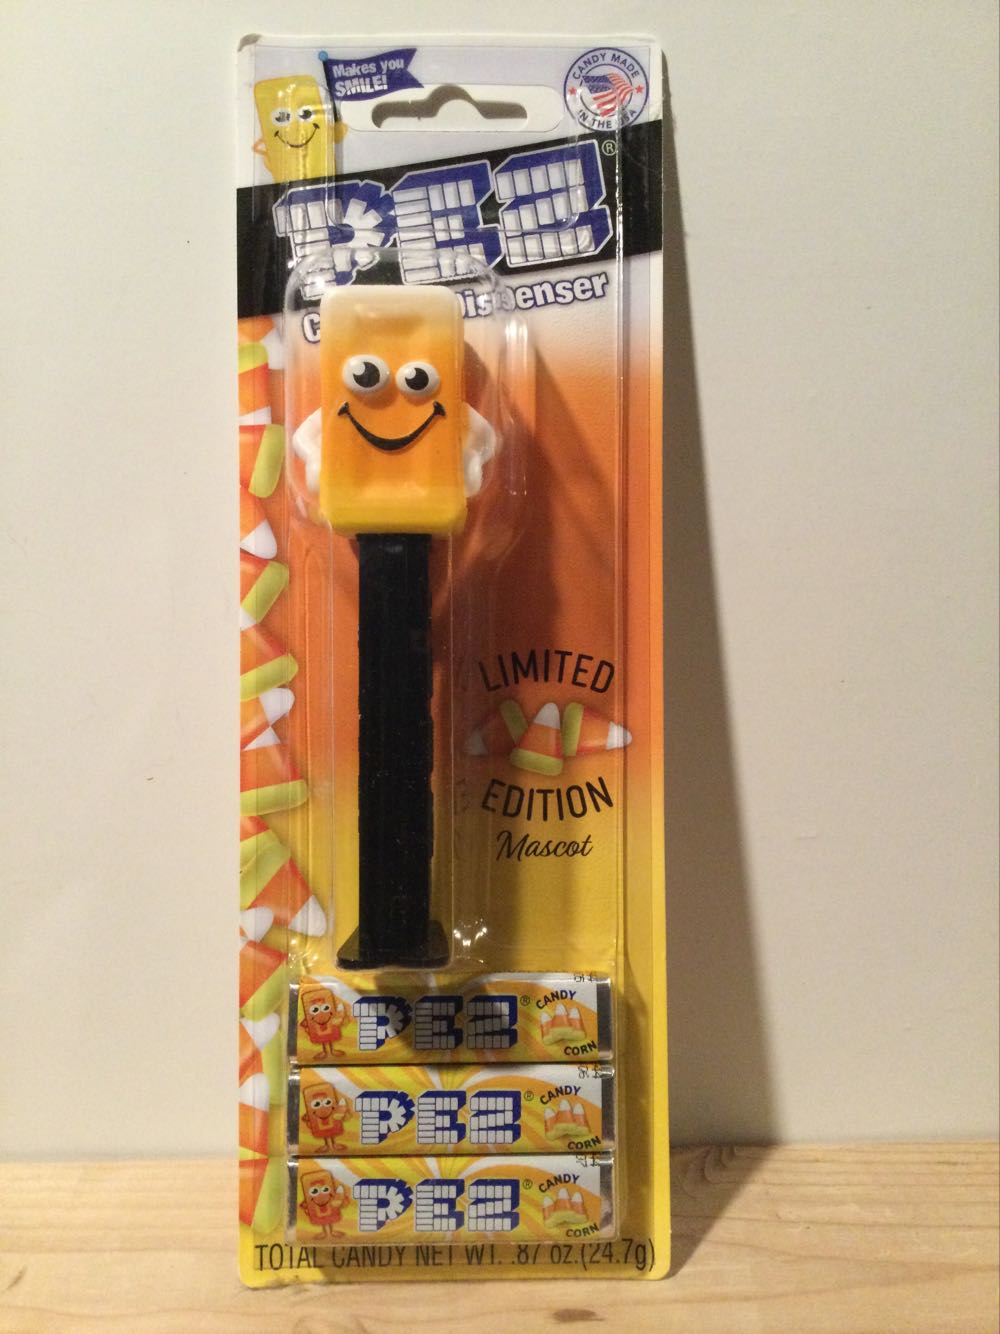 Makes you
SMILE!
CANDY MADE
IN THE USA
PEZ®
Dispenser
LIMITED
EDITION
Mascot
PEZ®
CANDY
CORN
PEZ®
CANDY
CORN
PEZ®
CANDY
CORN
TOTAL CANDY NET WT. .87 oz.(24.7g)